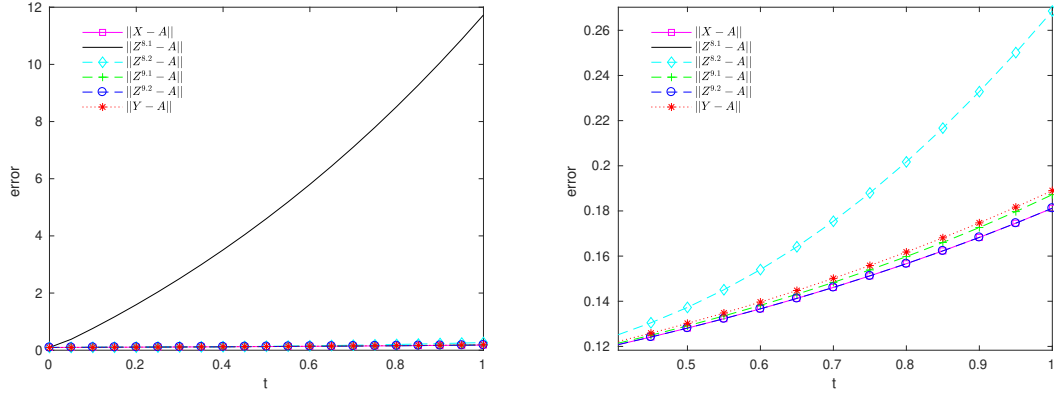 12
10
8
6
4
2
0
0
0.2
0.4
0.6
0.8
1
error
t
||X − A||
||Z^{8.1} − A||
||Z^{8.2} − A||
||Z^{9.1} − A||
||Z^{9.2} − A||
||Y − A||
0.26
0.24
0.22
0.2
0.18
0.16
0.14
0.12
0.5
0.6
0.7
0.8
0.9
1
error
t
||X − A||
||Z^{8.1} − A||
||Z^{8.2} − A||
||Z^{9.1} − A||
||Z^{9.2} − A||
||Y − A||